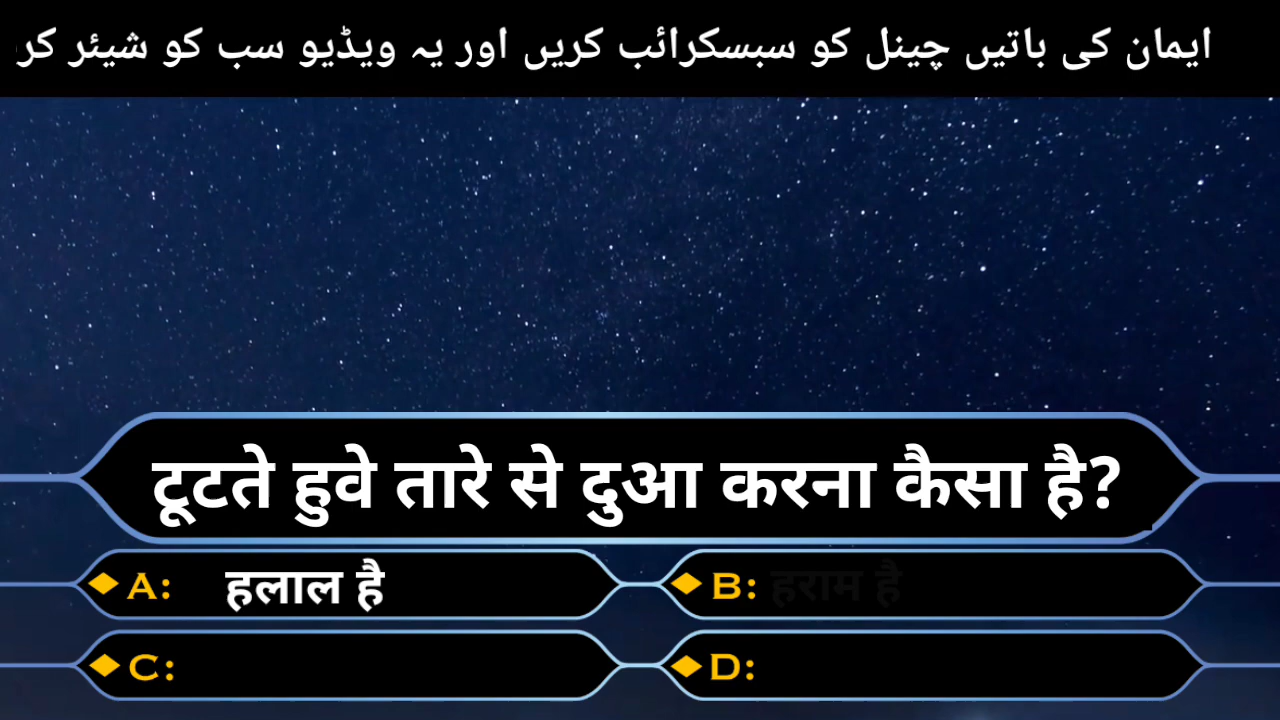 ایمان کی باتیں چینل کو سبسکرائب کریں اور یہ ویڈیو سب کو شیئر کر
टूटते हुवे तारे से दुआ करना कैसा है?
A: हलाल है
B: हराम है
C:
D: